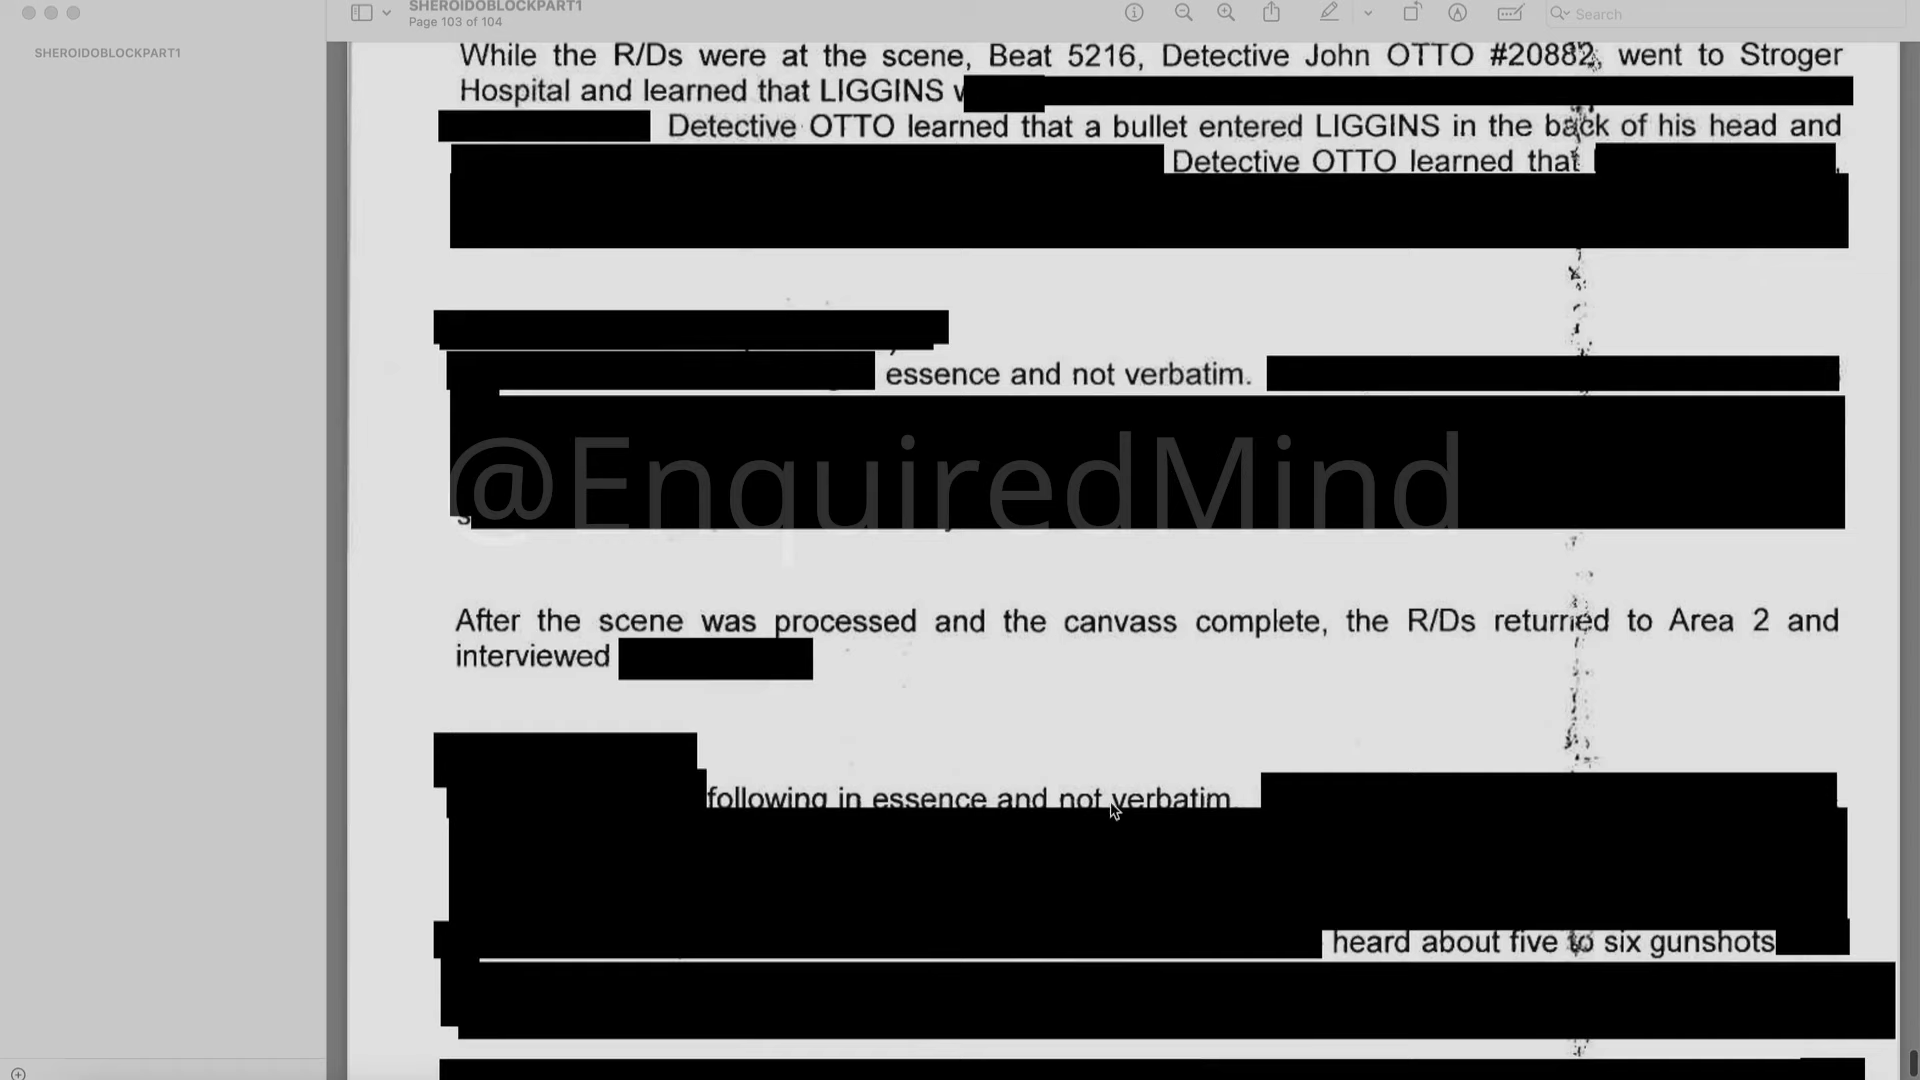 SHEROIDOBLOCKPART1
Page 103 of 104
Search
SHEROIDOBLOCKPART1
While the R/Ds were at the scene, Beat 5216, Detective John OTTO #20882, went to Stroger
Hospital and learned that LIGGINS
Detective OTTO learned that a bullet entered LIGGINS in the back of his head and
Detective OTTO learned that
essence and not verbatim.
@EnquiredMind
After the scene was processed and the canvass complete, the R/Ds returned to Area 2 and
interviewed
following in essence and not verbatim.
heard about five to six gunshots